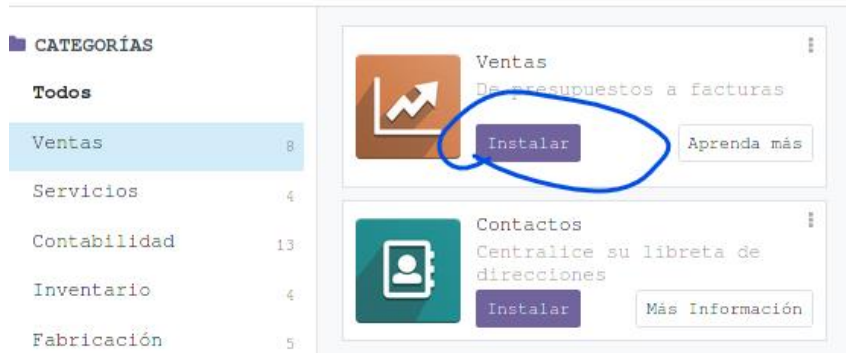 CATEGORÍAS
Todos
Ventas 8
Servicios 4
Contabilidad 13
Inventario 4
Fabricación 5
Ventas
De presupuestos a facturas
Instalar
Aprenda más
Contactos
Centralice su libreta de
direcciones
Instalar
Más Información